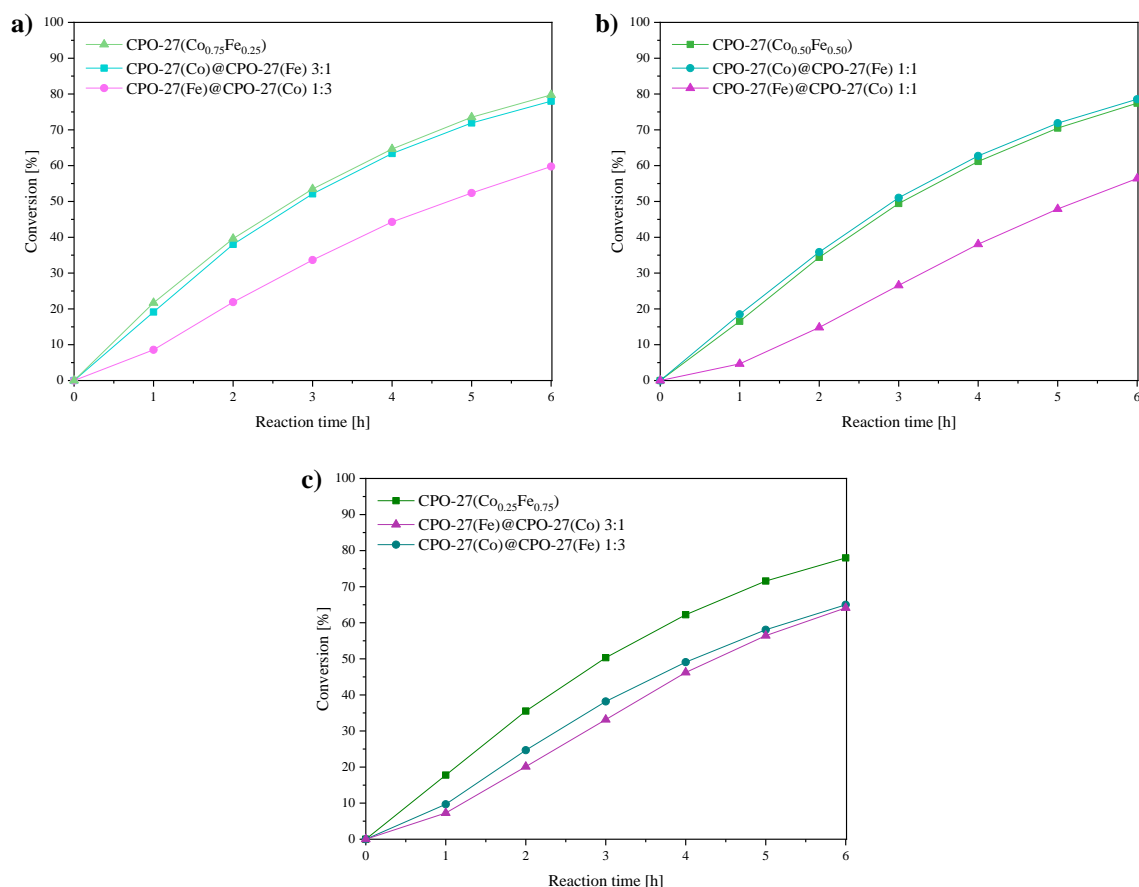 a)
CPO-27(Co0.75Fe0.25)
CPO-27(Co)@CPO-27(Fe) 3:1
CPO-27(Fe)@CPO-27(Co) 1:3
Conversion [%]
100
90
80
70
60
50
40
30
20
10
0
0 1 2 3 4 5 6
Reaction time [h]
b)
CPO-27(Co0.50Fe0.50)
CPO-27(Co)@CPO-27(Fe) 1:1
CPO-27(Fe)@CPO-27(Co) 1:1
Conversion [%]
100
90
80
70
60
50
40
30
20
10
0
0 1 2 3 4 5 6
Reaction time [h]
c)
CPO-27(Co0.25Fe0.75)
CPO-27(Fe)@CPO-27(Co) 3:1
CPO-27(Co)@CPO-27(Fe) 1:3
Conversion [%]
100
90
80
70
60
50
40
30
20
10
0
0 1 2 3 4 5 6
Reaction time [h]